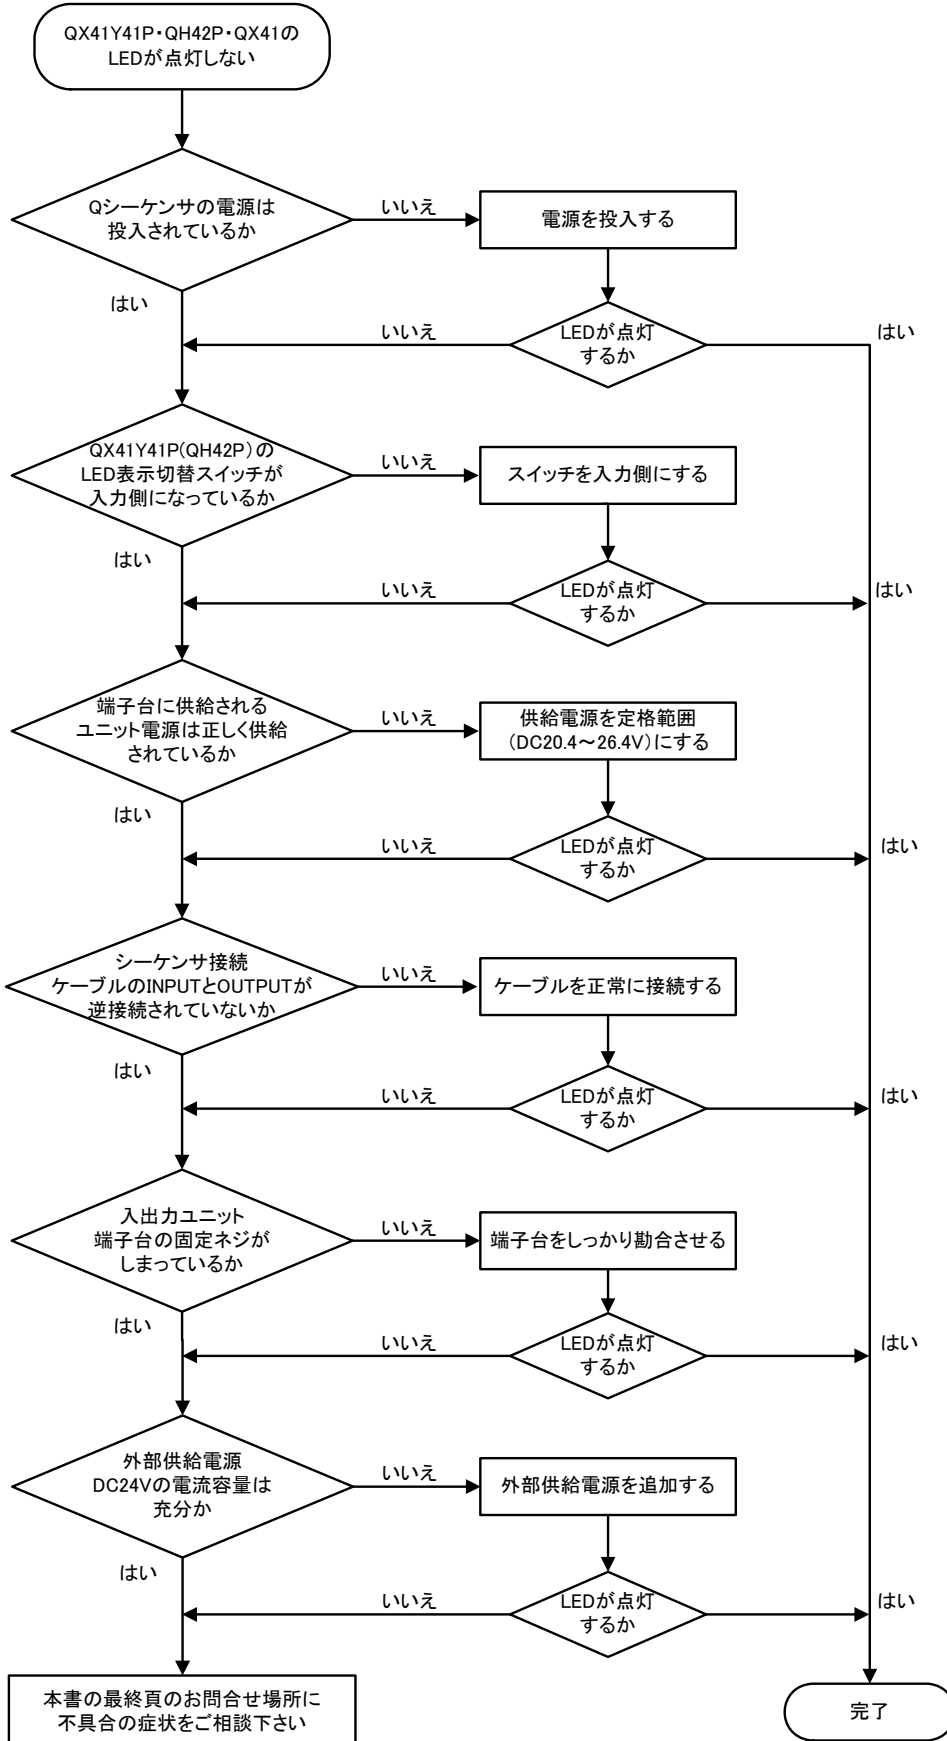 QX41Y41P・QH42P・QX41の
LEDが点灯しない
Qシーケンサの電源は
投入されているか
いいえ
電源を投入する
はい
いいえ
LEDが点灯
するか
はい
QX41Y41P(QH42P)の
LED表示切替スイッチが
入力側になっているか
いいえ
スイッチを入力側にする
はい
いいえ
LEDが点灯
するか
はい
端子台に供給される
ユニット電源は正しく供給
されているか
いいえ
供給電源を定格範囲
(DC20.4～26.4V)にする
はい
いいえ
LEDが点灯
するか
はい
シーケンサ接続
ケーブルのINPUTとOUTPUTが
逆接続されていないか
いいえ
ケーブルを正常に接続する
はい
いいえ
LEDが点灯
するか
はい
入出力ユニット
端子台の固定ネジが
しまっているか
いいえ
端子台をしっかり勘合させる
はい
いいえ
LEDが点灯
するか
はい
外部供給電源
DC24Vの電流容量は
充分か
いいえ
外部供給電源を追加する
はい
いいえ
LEDが点灯
するか
はい
本書の最終頁のお問合せ場所に
不具合の症状をご相談下さい
完了